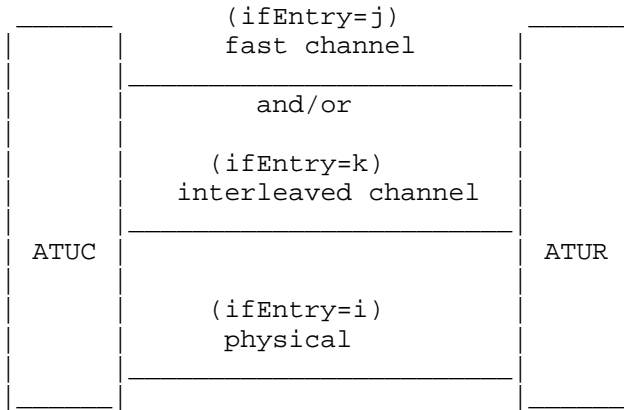 (ifEntry=j)
fast channel
and/or
(ifEntry=k)
interleaved channel
ATUC ATUR
(ifEntry=i)
physical